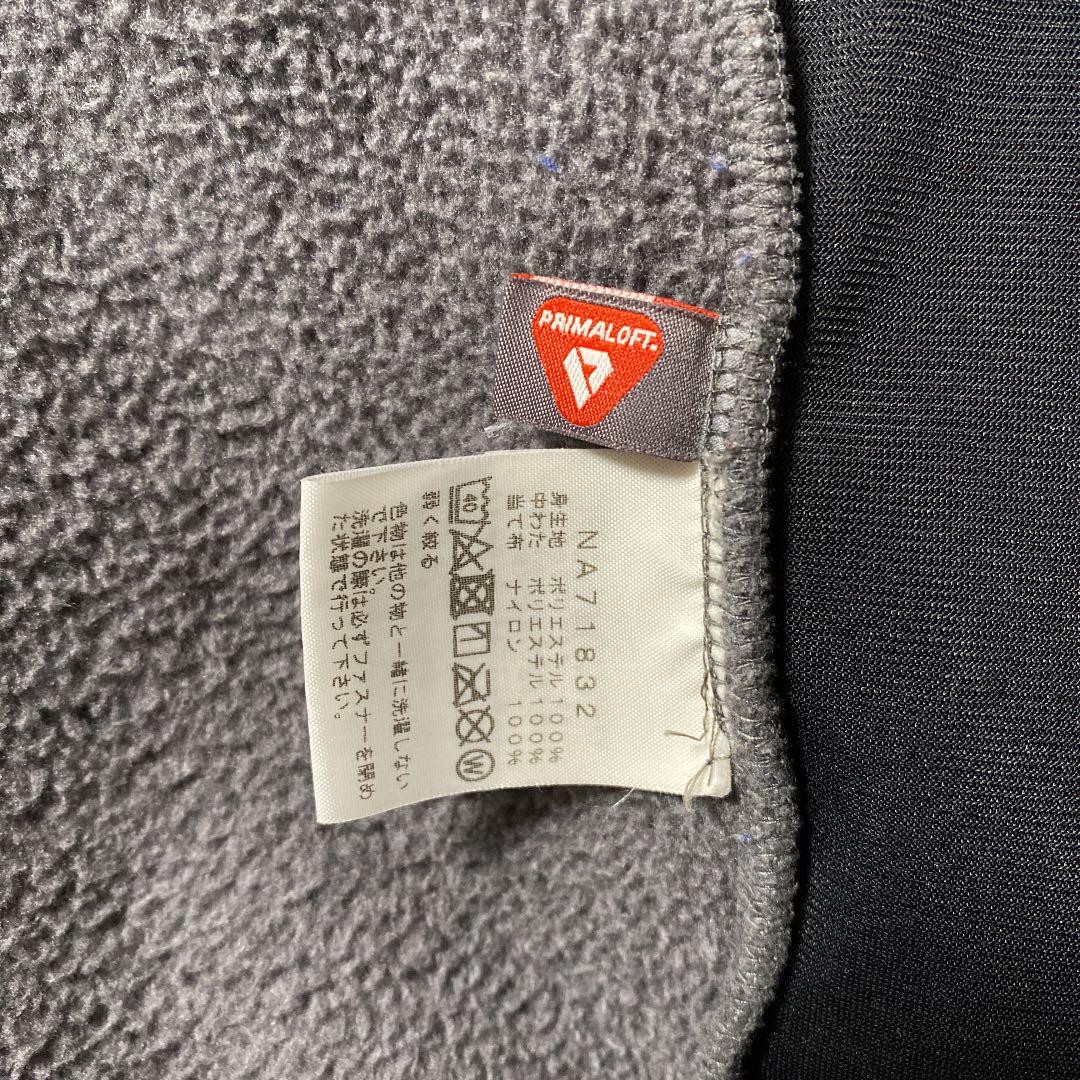 PRIMALOFT™
NA71832
身生地 ポリエステル100%
中わた ポリエステル100%
当て布 ナイロン 100%
40
W
弱く絞る
色物は他の物と一緒に洗濯しない
で下さい。
洗濯の際は必ずファスナーを閉め
た状態で行って下さい。